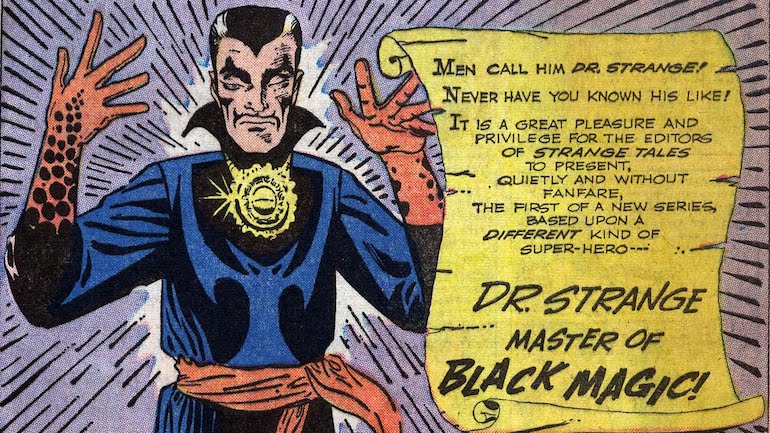 MEN CALL HIM DR. STRANGE!
NEVER HAVE YOU KNOWN HIS LIKE!
IT IS A GREAT PLEASURE AND
PRIVILEGE FOR THE EDITORS
OF STRANGE TALES
TO PRESENT,
QUIETLY AND WITHOUT
FANFARE,
THE FIRST OF A NEW SERIES,
BASED UPON A
DIFFERENT KIND OF
SUPER-HERO---
DR. STRANGE
MASTER OF
BLACK MAGIC!